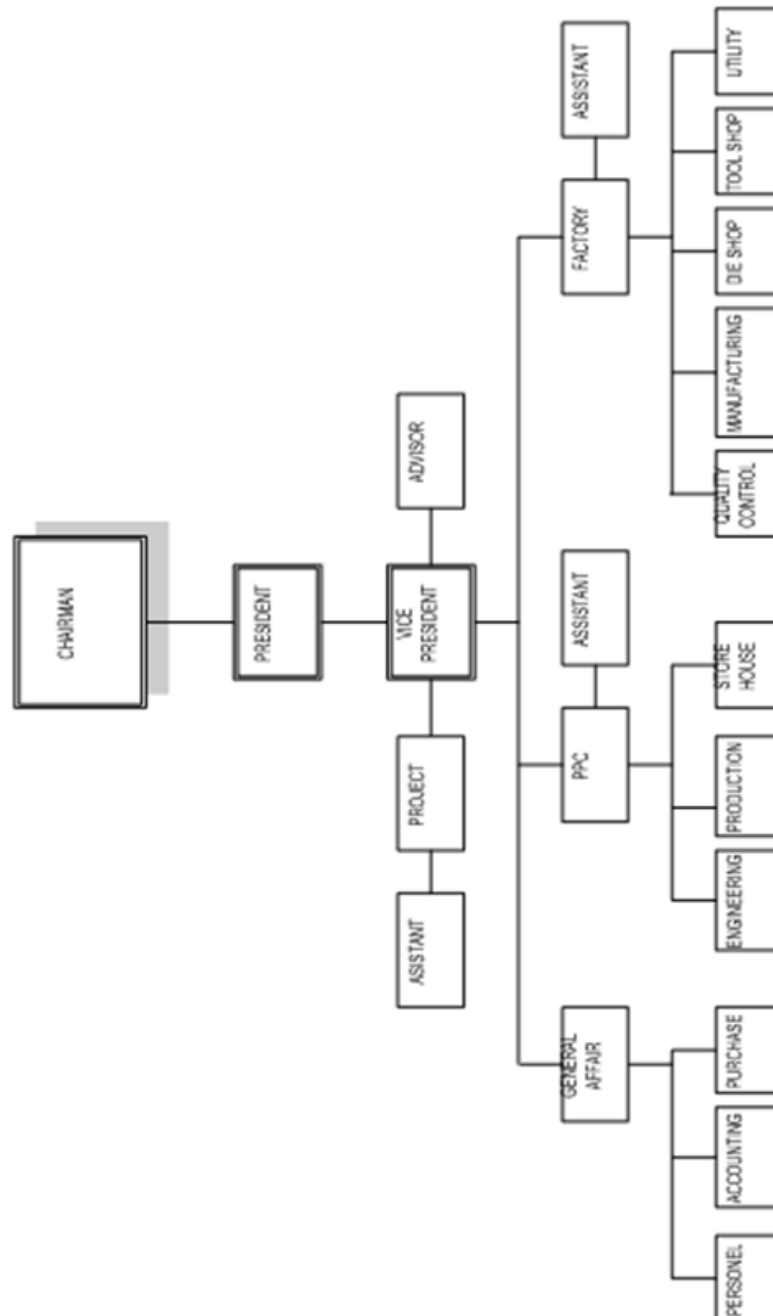 CHAIRMAN
PRESIDENT
VICE
PRESIDENT
ASISTANT
PROJECT
ADVISOR
GENERAL
AFFAIR
PPC
ASSISTANT
FACTORY
ASSISTANT
PERSONEL
ACCOUNTING
PURCHASE
ENGINEERING
PRODUCTION
STORE
HOUSE
QUALITY
CONTROL
MANUFACTURING
DIE SHOP
TOOL SHOP
UTILITY